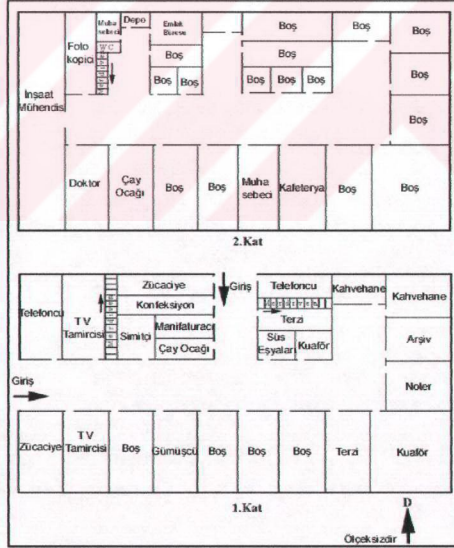 Muha
sebeci
Depo
Emlak
Bürosu
Boş
Boş
Foto
kopici
W C
Boş
Boş
Boş
Boş
Boş
Boş
Boş
Boş
Boş
İnşaat
Mühendis
Boş
Doktor
Çay
Ocağı
Boş
Boş
Muha
sebeci
Kafeterya
Boş
Boş
2.Kat
Telefoncu
TV
Tamircisi
Zücaciye
Konfeksiyon
Simitçi
Manifaturacı
Çay Ocağı
Giriş
Telefoncu
Terzi
Süs
Eşyaları
Kuaför
Kahvehane
Kahvehane
Arşiv
Noter
Giriş
Zücaciye
TV
Tamircisi
Boş
Gümüşçü
Boş
Boş
Boş
Terzi
Kuaför
1.Kat
D
Ölçeksizdir